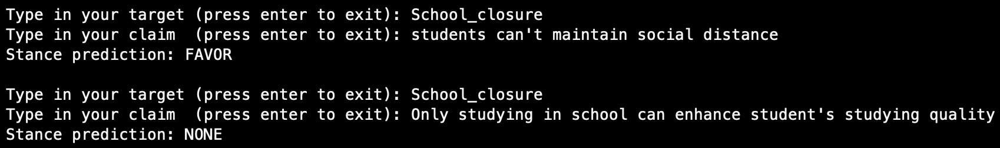 Type in your target (press enter to exit): School_closure
Type in your claim  (press enter to exit): students can't maintain social distance
Stance prediction: FAVOR
Type in your target (press enter to exit): School_closure
Type in your claim  (press enter to exit): Only studying in school can enhance student's studying quality
Stance prediction: NONE